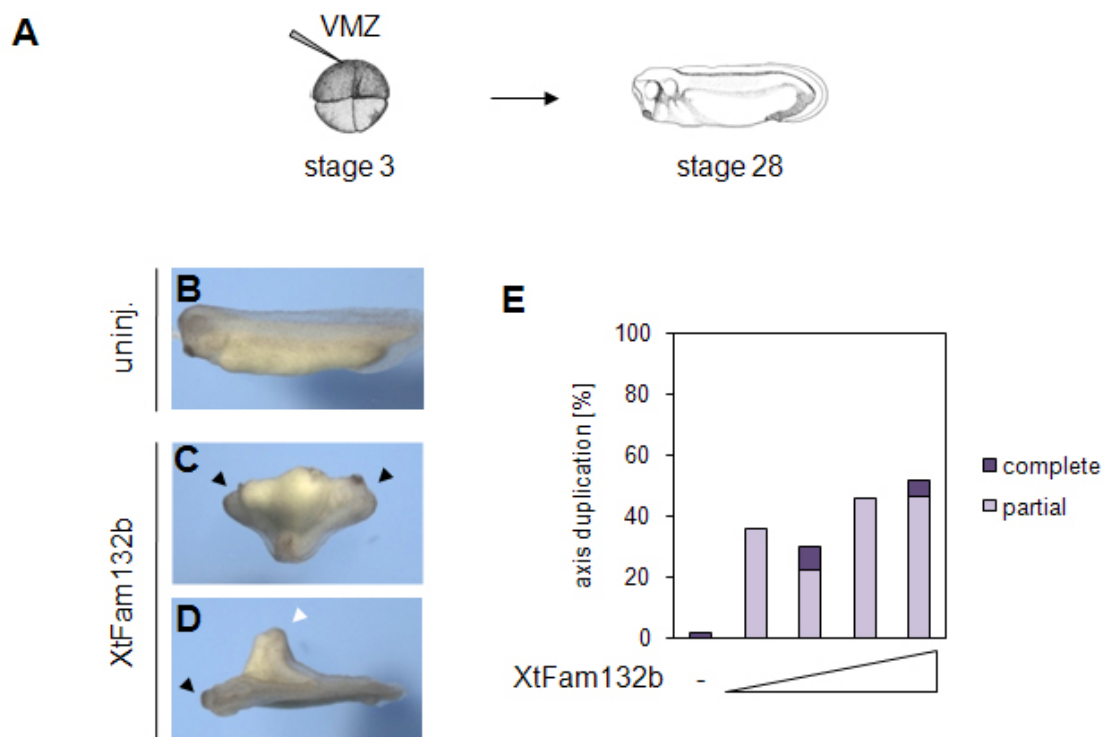 A
VMZ
stage 3
stage 28
uninj.
B
XtFam132b
C
D
E
axis duplication [%]
100
80
60
40
20
0
complete
partial
XtFam132b -